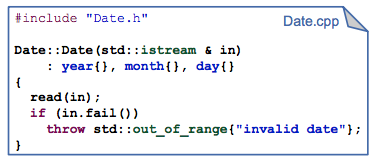 #include "Date.h"
Date.cpp
Date::Date(std::istream & in)
: year{}, month{}, day{}
{
read(in);
if (in.fail())
throw std::out_of_range{"invalid date"};
}